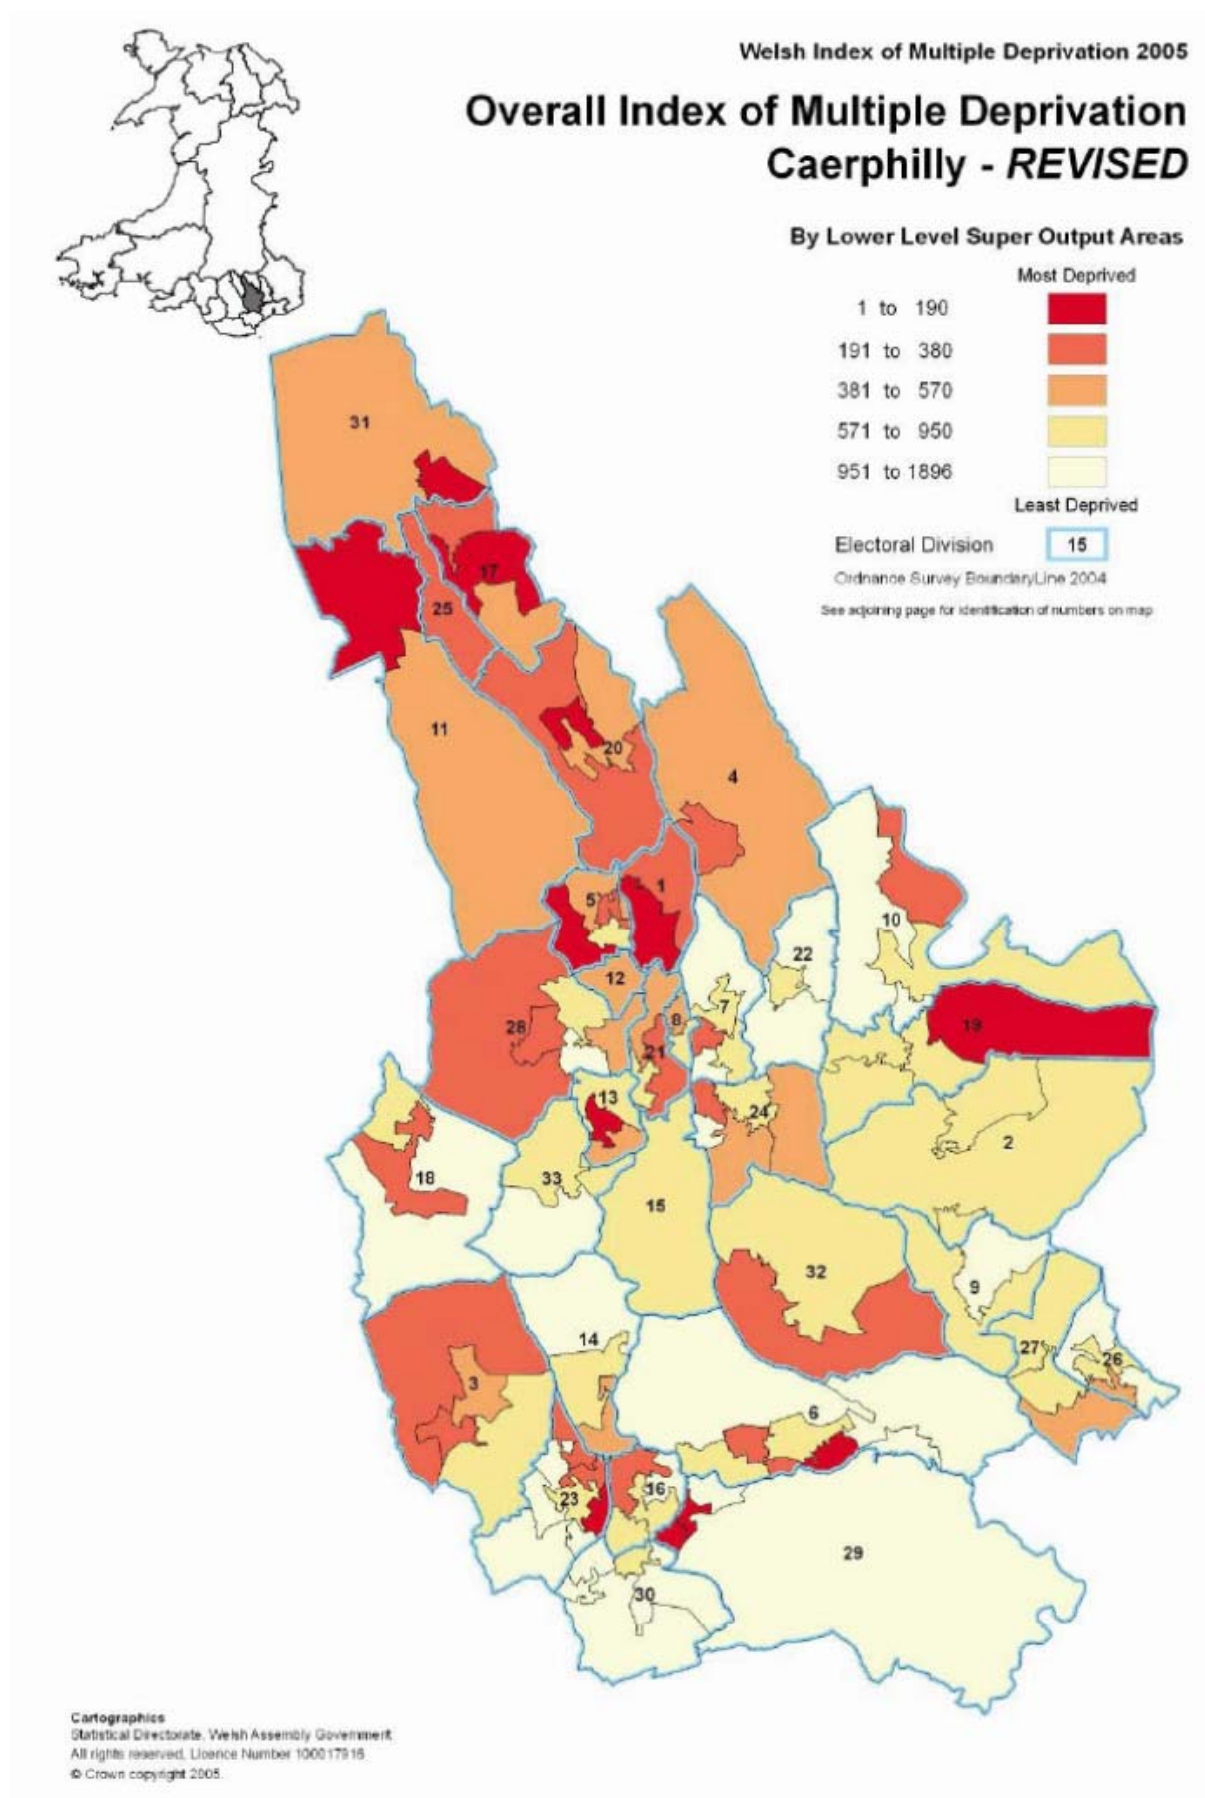 Welsh Index of Multiple Deprivation 2005
Overall Index of Multiple Deprivation
Caerphilly - REVISED
By Lower Level Super Output Areas
Most Deprived
1 to 190
191 to 380
381 to 570
571 to 950
951 to 1896
Least Deprived
Electoral Division 15
Ordnance Survey BoundaryLine 2004
See adjoining page for identification of numbers on map
31
17
25
11
20
4
1
5
10
22
12
7
28
8
19
21
13
24
2
18
33
15
32
9
14
27
26
3
6
23
16
29
30
Cartographics
Statistical Directorate, Welsh Assembly Government
All rights reserved, Licence Number 100017916
© Crown copyright 2005.